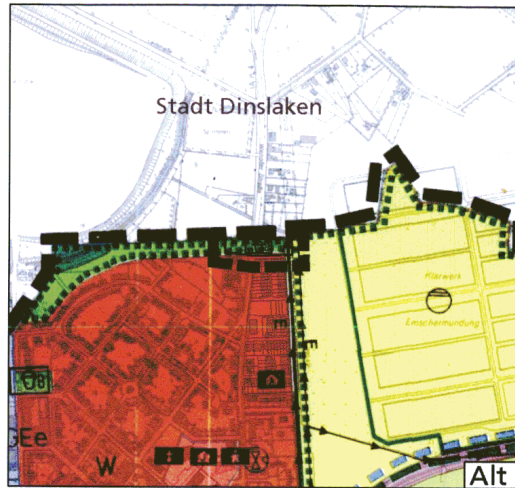 Stadt Dinslaken
Klärwerk
Emschermündung
E
E
GEe
W
Alt